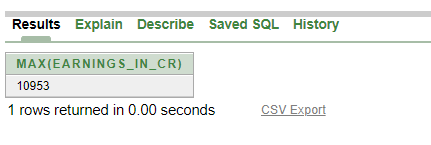 Results Explain Describe Saved SQL History
MAX(EARNINGS_IN_CR)
10953
1 rows returned in 0.00 seconds CSV Export